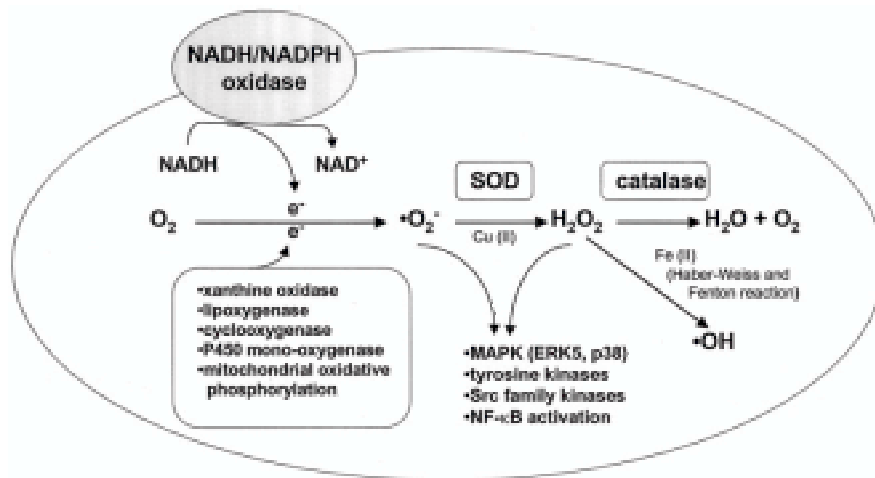 NADH/NADPH
oxidase
NADH
NAD⁺
SOD
catalase
O₂
e⁻
e⁻
•O₂⁻
Cu (II)
H₂O₂
H₂O + O₂
Fe (II)
(Haber-Weiss and
Fenton reaction)
•OH
•xanthine oxidase
•lipoxygenase
•cyclooxygenase
•P450 mono-oxygenase
•mitochondrial oxidative
phosphorylation
•MAPK (ERK5, p38)
•tyrosine kinases
•Src family kinases
•NF-κB activation